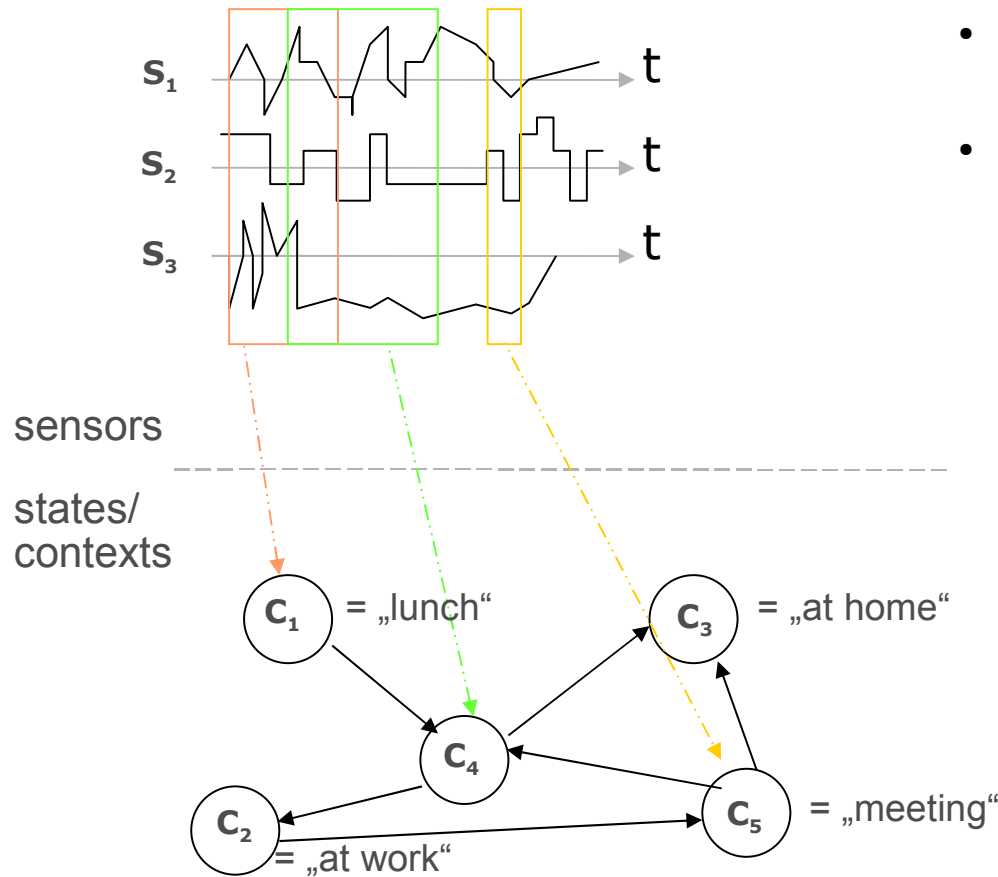 S₁ t •
S₂ t •
S₃ t
sensors
states/
contexts
C₁ = „lunch“ C₃ = „at home“
C₄
C₂ C₅ = „meeting“
= „at work“